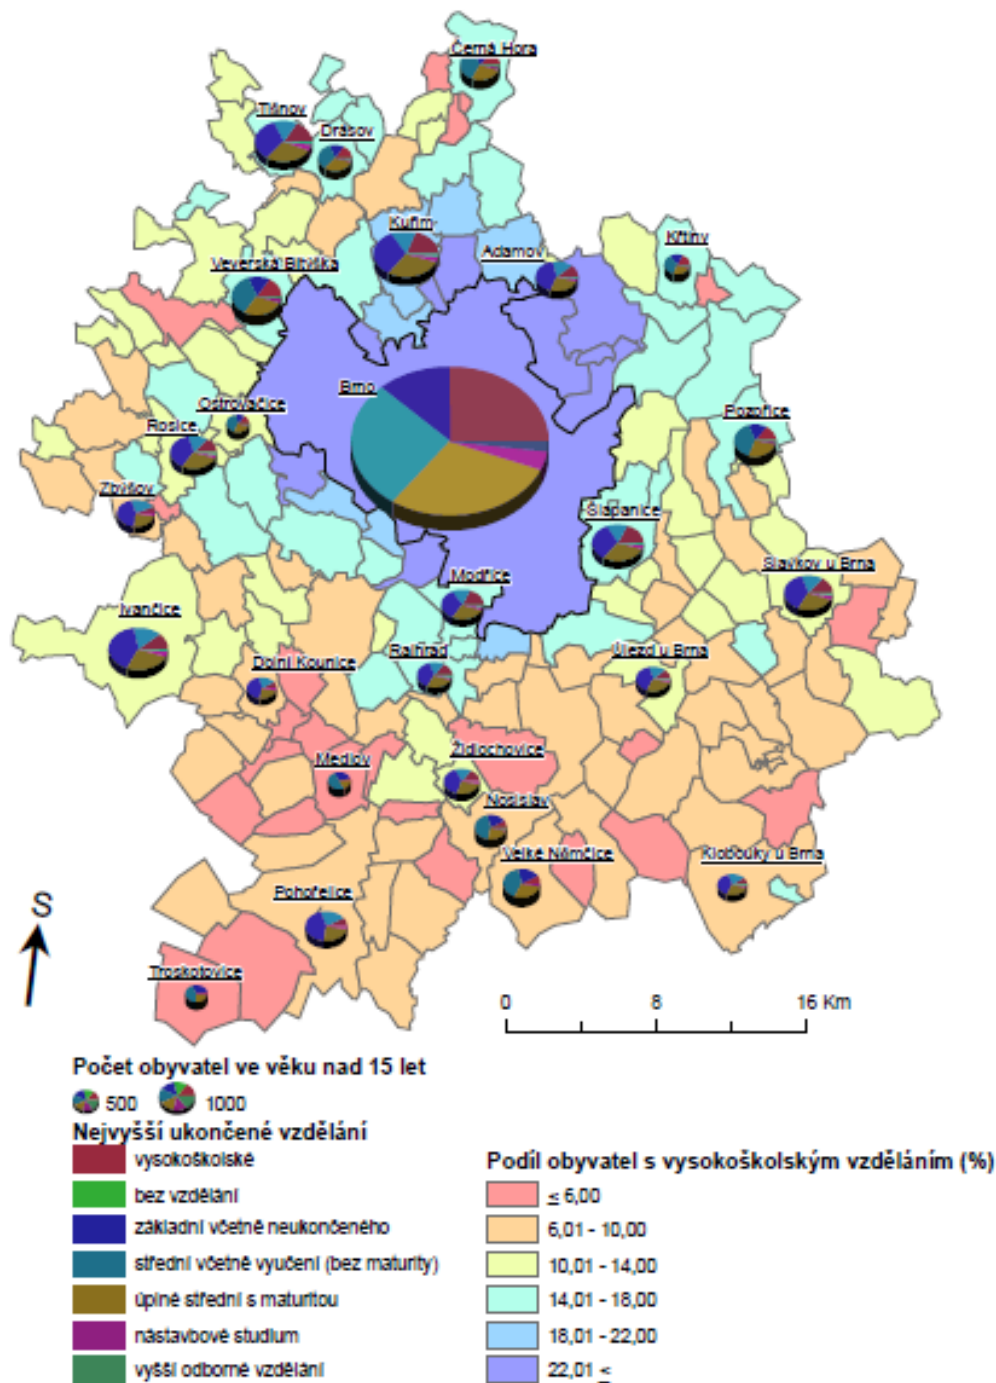 Černá Hora
Tišnov
Drásov
Kuřim
Adamov
Křtiny
Veverská Bítýška
Brno
Ostrovačice
Rosice
Pozořice
Zbýšov
Šlapanice
Slavkov u Brna
Modřice
Ivančice
Rajhrad
Újezd u Brna
Dolní Kounice
Židlochovice
Medlov
Nosislav
Velké Němčice
Klobouky u Brna
Pohořelice
S
Troskotovice
0 8 16 Km
Počet obyvatel ve věku nad 15 let
500 1000
Nejvyšší ukončené vzdělání
vysokoškolské
bez vzdělání
základní včetně neukončeného
střední včetně vyučení (bez maturity)
úplné střední s maturitou
nástavbové studium
vyšší odborné vzdělání
Podíl obyvatel s vysokoškolským vzděláním (%)
≤ 6,00
6,01 - 10,00
10,01 - 14,00
14,01 - 18,00
18,01 - 22,00
22,01 ≤